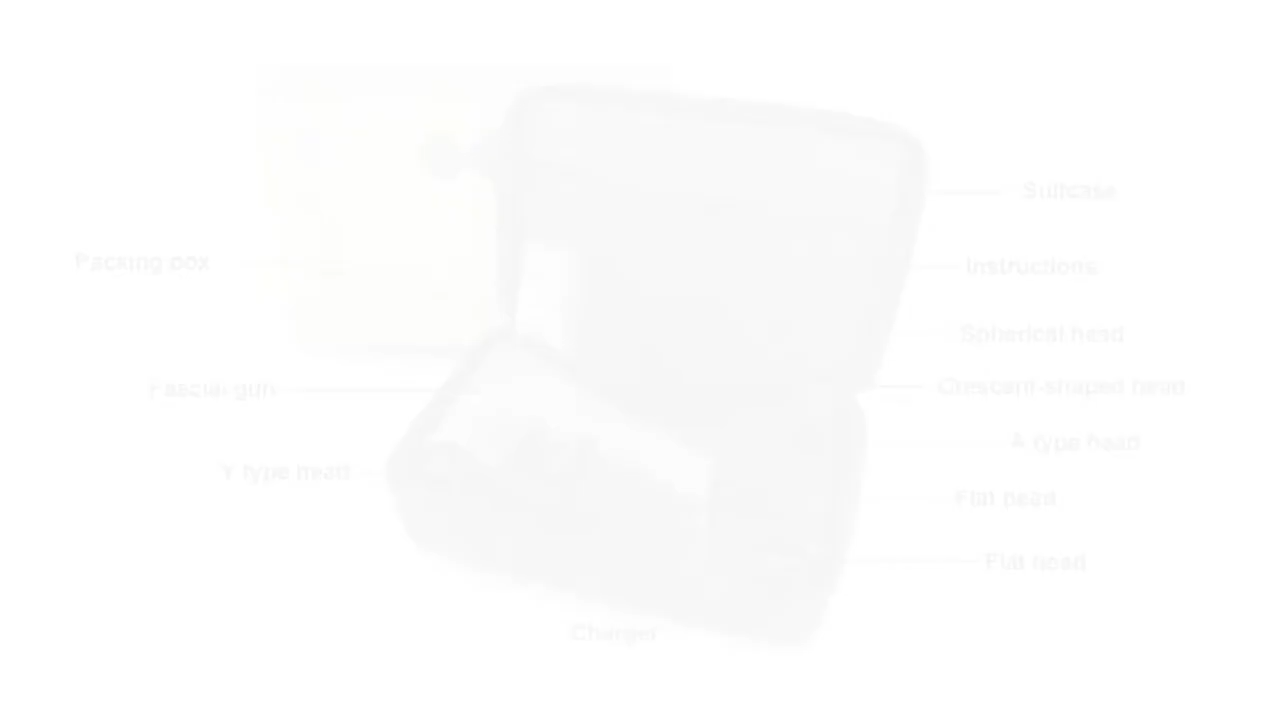 Suitcase
Packing box
Instructions
Spherical head
Fascial gun
Crescent-shaped head
type head
Y type head
Flat head
Flat head
Charger